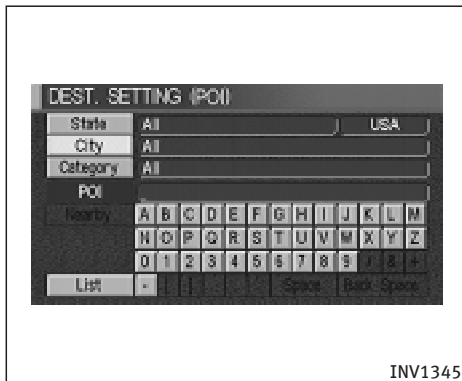 DEST. SETTING (POI)
State All USA
City All
Category All
POI
Nearby A B C D E F G H I J K L M
N O P Q R S T U V W X Y Z
0 1 2 3 4 5 6 7 8 9 / & +
List - Space Back Space
INV1345